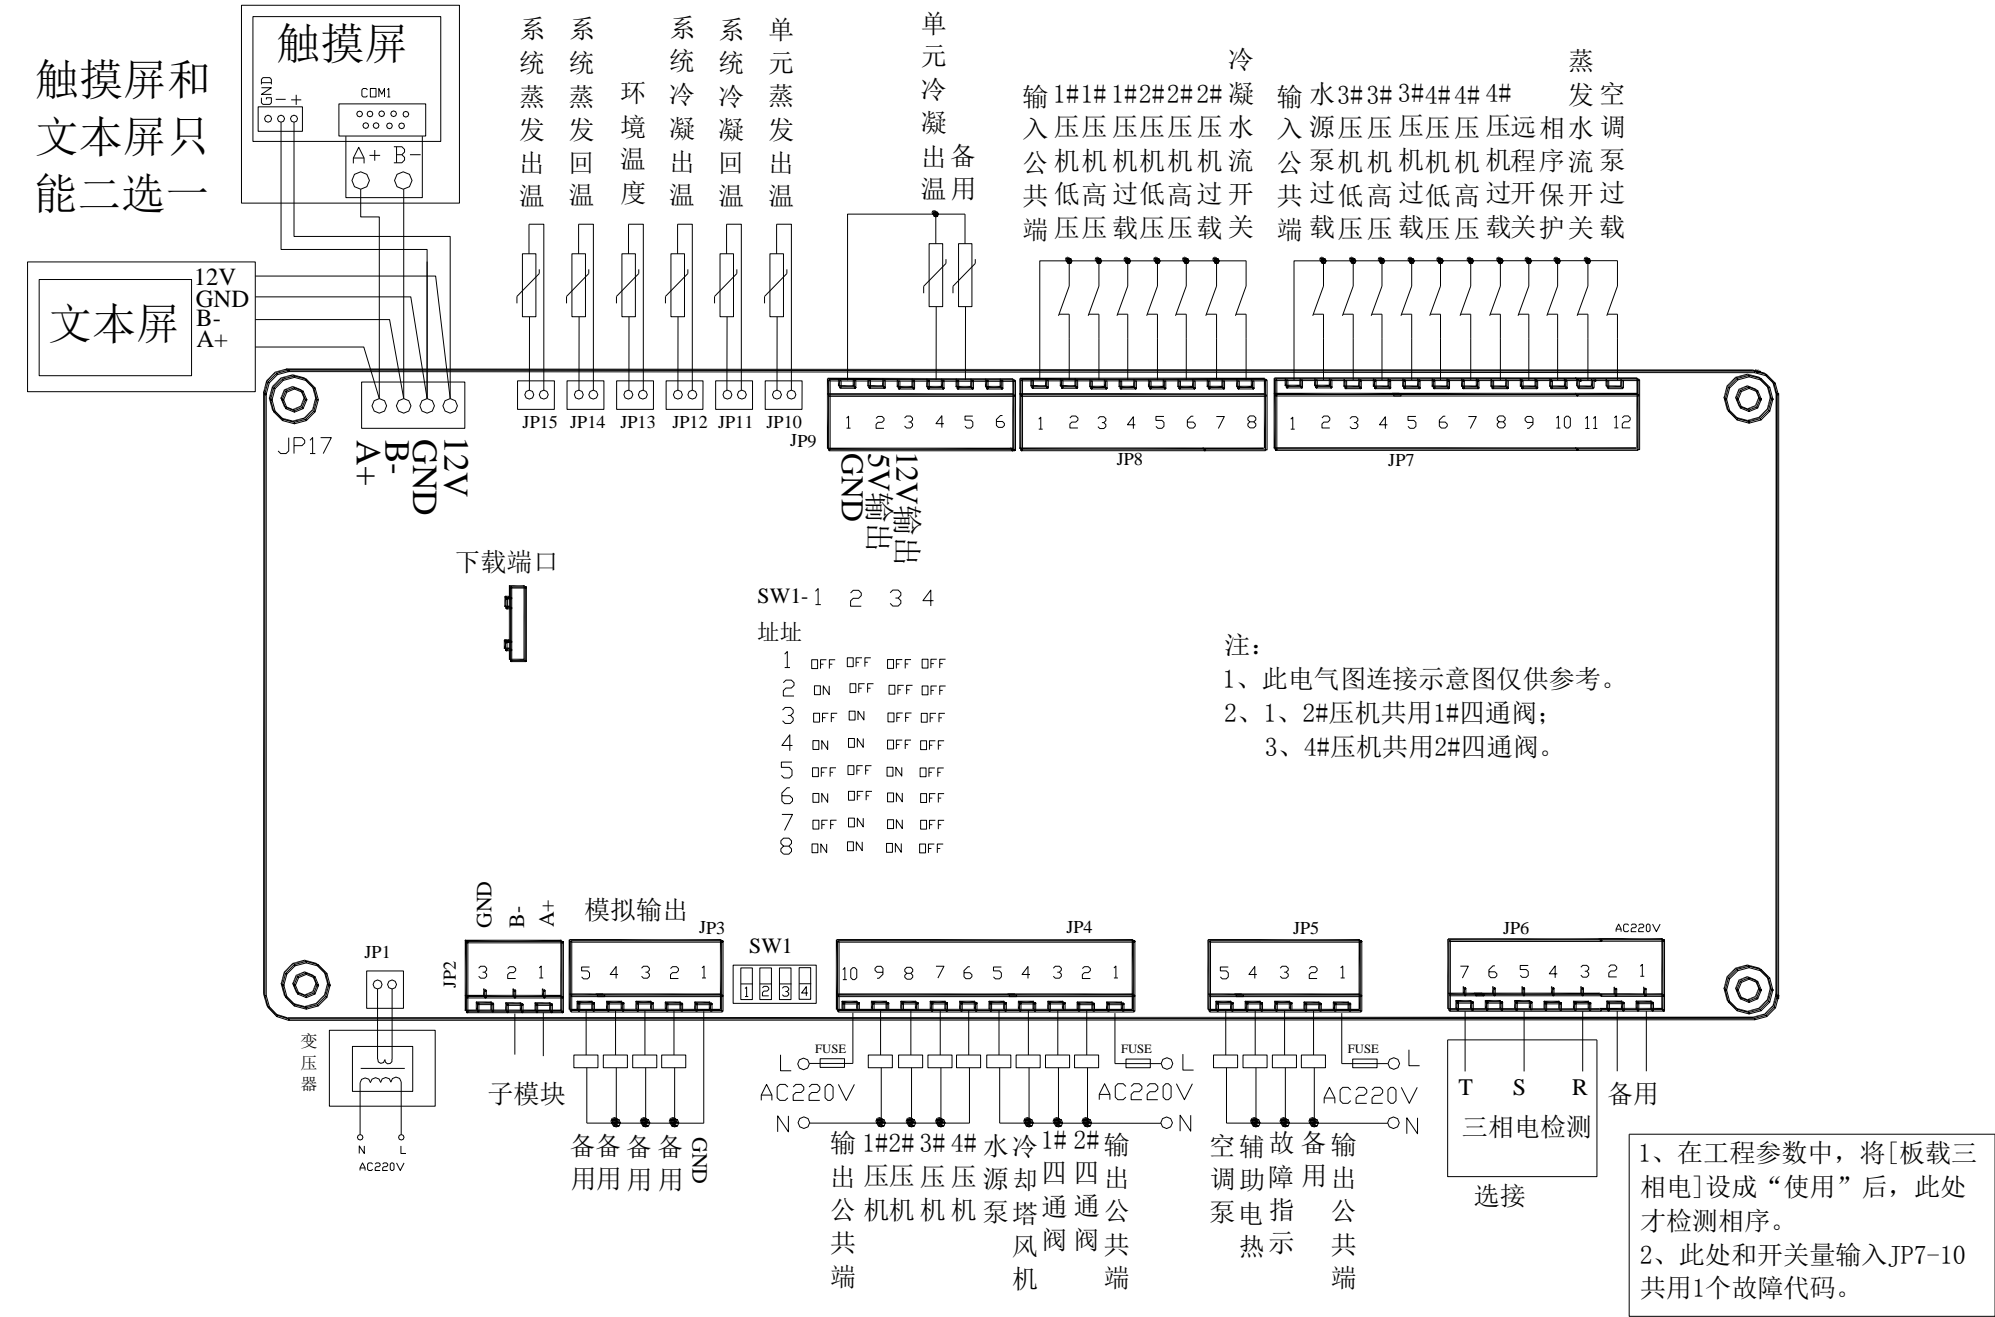 触摸屏和
文本屏只
能二选一
触摸屏
GND
-
+
COM1
A+ B-
文本屏
12V
GND
B-
A+
系统蒸发出温
系统蒸发回温
环境温度
系统冷凝出温
系统冷凝回温
单元蒸发出温
单元冷凝出温
备用
输入公共端
1#压机低压
1#压机高压
1#压机过载
2#压机低压
2#压机高压
2#压机过载
冷凝水流开关
输入公共端
水源泵过载
3#压机低压
3#压机高压
3#压机过载
4#压机低压
4#压机高压
4#压机过载
远程开关
相序保护
蒸发水流开关
空调泵过载
JP17
A+
B-
GND
12V
JP15 JP14 JP13 JP12 JP11 JP10
JP9
1 2 3 4 5 6
GND
5V输出
12V输出
1 2 3 4 5 6 7 8
JP8
1 2 3 4 5 6 7 8 9 10 11 12
JP7
下载端口
SW1- 1 2 3 4
址址
1 OFF OFF OFF OFF
2 ON OFF OFF OFF
3 OFF ON OFF OFF
4 ON ON OFF OFF
5 OFF OFF ON OFF
6 ON OFF ON OFF
7 OFF ON ON OFF
8 ON ON ON OFF
注：
1、此电气图连接示意图仅供参考。
2、1、2#压机共用1#四通阀；
3、4#压机共用2#四通阀。
JP1
变压器
N L
AC220V
JP2
GND
B-
A+
3 2 1
子模块
模拟输出
JP3
5 4 3 2 1
备用
备用
备用
备用
GND
SW1
1 2 3 4
JP4
10 9 8 7 6 5 4 3 2 1
L FUSE
AC220V
N
FUSE L
AC220V
N
输出公共端
1#压机
2#压机
3#压机
4#压机
水源泵
冷却塔风机
1#四通阀
2#四通阀
输出公共端
JP5
5 4 3 2 1
FUSE L
AC220V
N
空调泵
辅助电热
故障指示
备用
输出公共端
JP6
AC220V
7 6 5 4 3 2 1
T S R
三相电检测
备用
选接
1、在工程参数中，将[板载三
相电]设成“使用”后，此处
才检测相序。
2、此处和开关量输入JP7-10
共用1个故障代码。